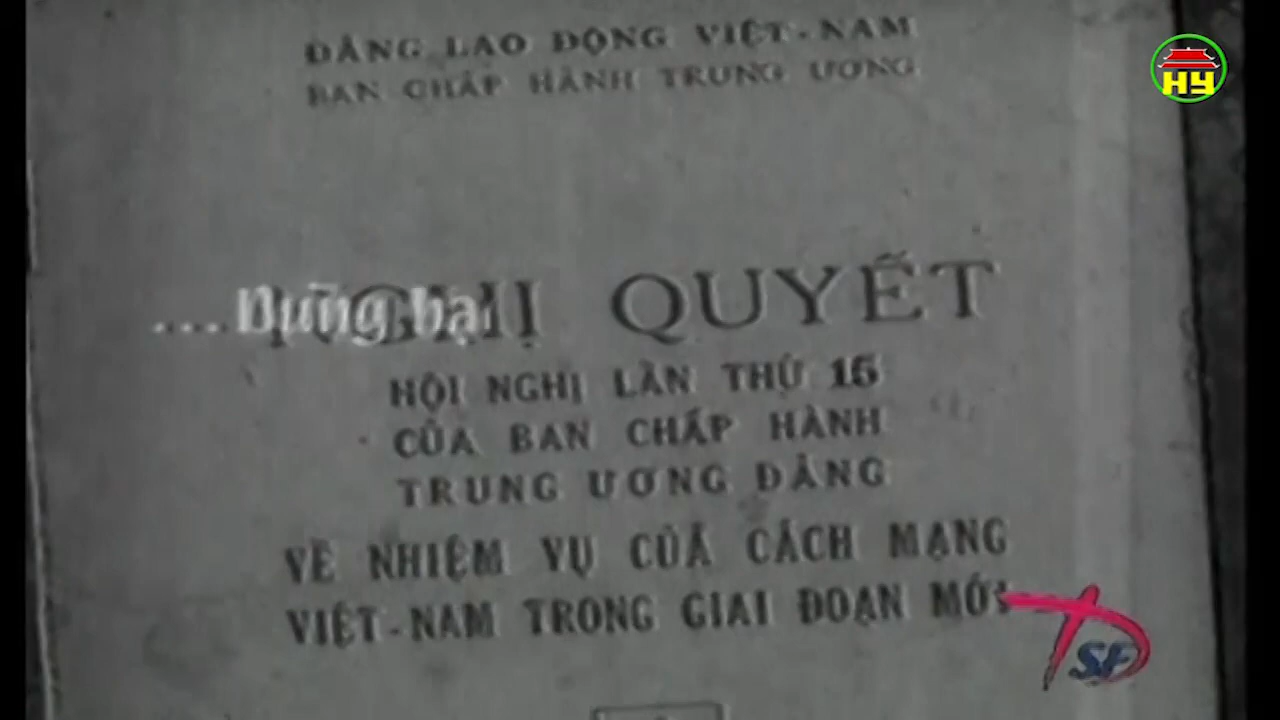 ĐẢNG LAO ĐỘNG VIỆT-NAM
BAN CHẤP HÀNH TRUNG ƯƠNG
HY
NGHỊ QUYẾT
HỘI NGHỊ LẦN THỨ 15
CỦA BAN CHẤP HÀNH
TRUNG ƯƠNG ĐẢNG
VỀ NHIỆM VỤ CỦA CÁCH MẠNG
VIỆT-NAM TRONG GIAI ĐOẠN MỚI
SF